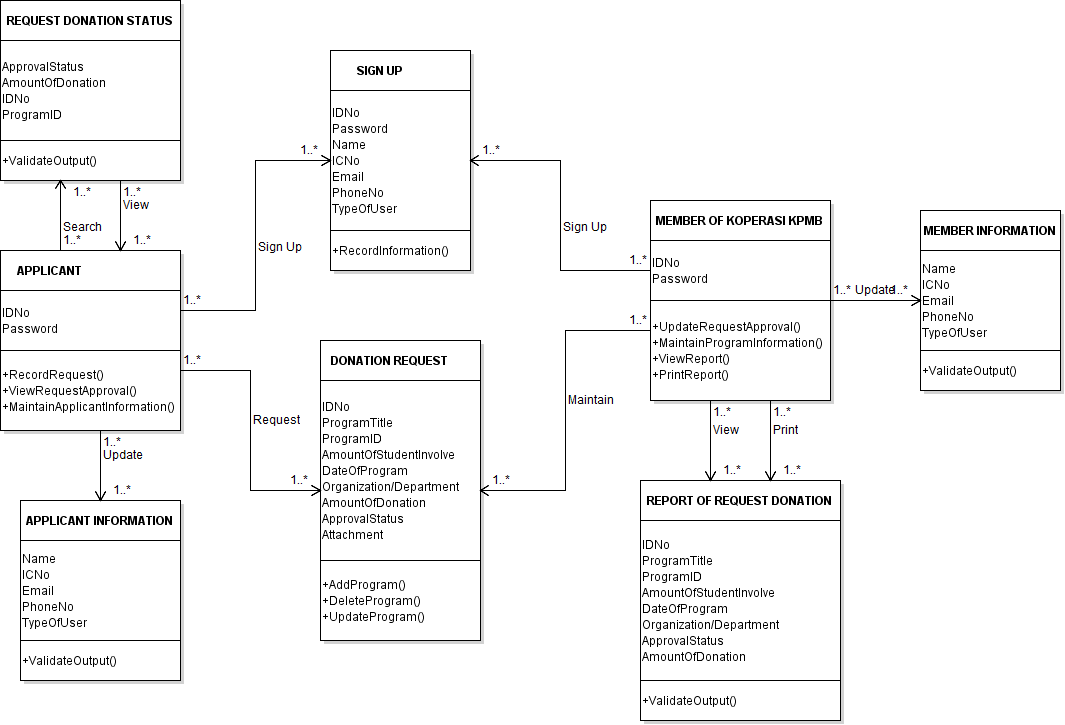 REQUEST DONATION STATUS
ApprovalStatus
AmountOfDonation
IDNo
ProgramID
+ValidateOutput()
1..*
1..*
View
Search
1..*
1..*
APPLICANT
IDNo
Password
+RecordRequest()
+ViewRequestApproval()
+MaintainApplicantInformation()
1..*
Sign Up
1..*
1..*
Request
1..*
1..*
Update
1..*
APPLICANT INFORMATION
Name
ICNo
Email
PhoneNo
TypeOfUser
+ValidateOutput()
SIGN UP
IDNo
Password
Name
ICNo
Email
PhoneNo
TypeOfUser
+RecordInformation()
1..*
Sign Up
1..*
DONATION REQUEST
IDNo
ProgramTitle
ProgramID
AmountOfStudentInvolve
DateOfProgram
Organization/Department
AmountOfDonation
ApprovalStatus
Attachment
+AddProgram()
+DeleteProgram()
+UpdateProgram()
1..*
Maintain
1..*
MEMBER OF KOPERASI KPMB
IDNo
Password
+UpdateRequestApproval()
+MaintainProgramInformation()
+ViewReport()
+PrintReport()
1..* Update 1..*
MEMBER INFORMATION
Name
ICNo
Email
PhoneNo
TypeOfUser
+ValidateOutput()
1..*
View
1..*
1..*
Print
1..*
REPORT OF REQUEST DONATION
IDNo
ProgramTitle
ProgramID
AmountOfStudentInvolve
DateOfProgram
Organization/Department
ApprovalStatus
AmountOfDonation
+ValidateOutput()